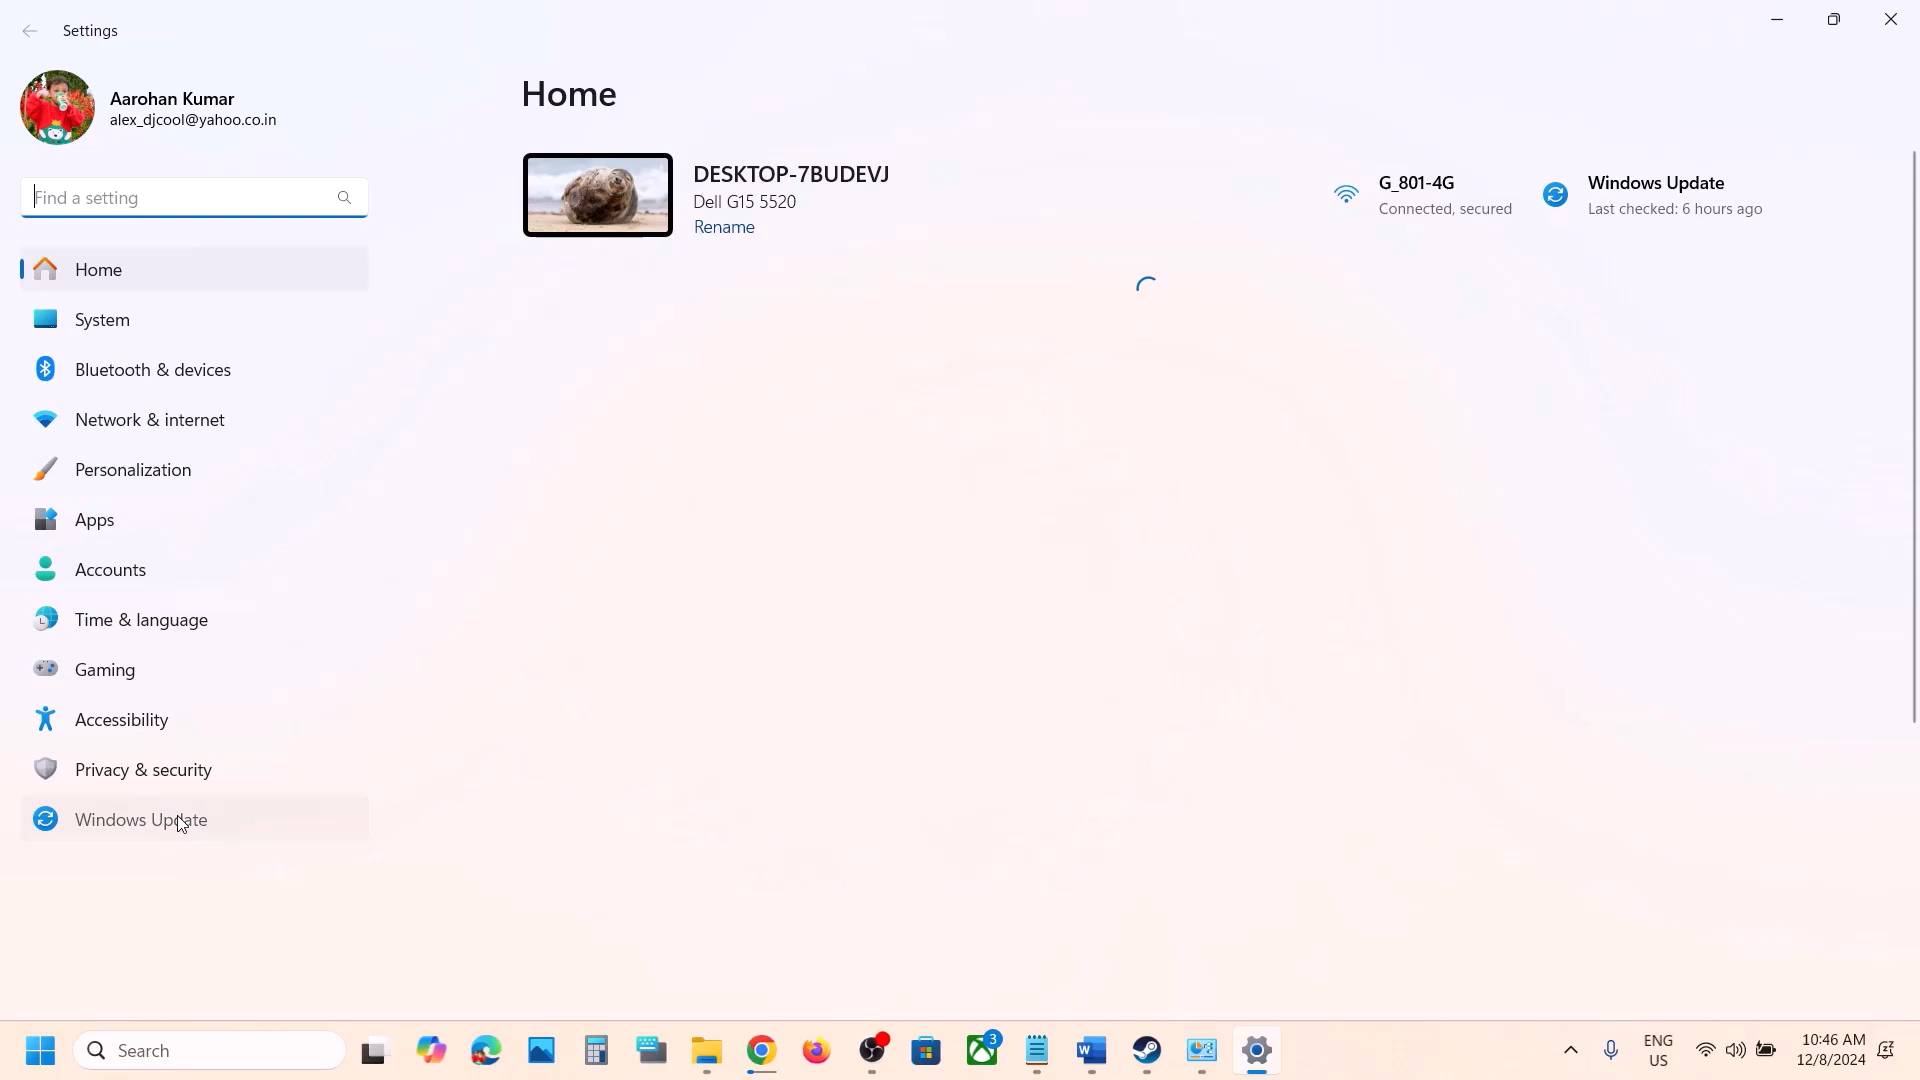 Settings
Aarohan Kumar
alex_djcool@yahoo.co.in
Find a setting
Home
System
Bluetooth & devices
Network & internet
Personalization
Apps
Accounts
Time & language
Gaming
Accessibility
Privacy & security
Windows Update
Home
DESKTOP-7BUDEVJ
Dell G15 5520
Rename
G_801-4G
Connected, secured
Windows Update
Last checked: 6 hours ago
Search
3
ENG
US
10:46 AM
12/8/2024